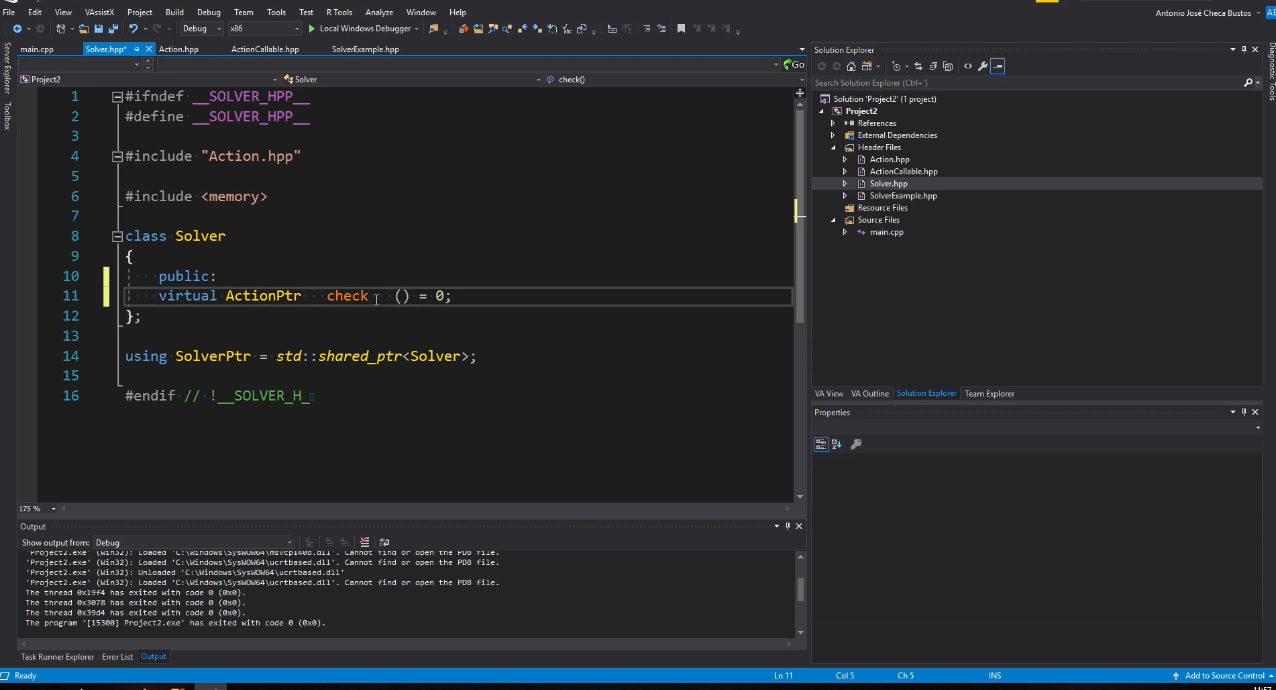 File Edit View VAssistX Project Build Debug Team Tools Test R Tools Analyze Window Help
Antonio José Checa Bustos
Debug x86 Local Windows Debugger
main.cpp Solver.hpp* Action.hpp ActionCallable.hpp SolverExample.hpp
Go
Project2 Solver check()
Server Explorer
Toolbox
1 #ifndef __SOLVER_HPP__
2 #define __SOLVER_HPP__
3
4 #include "Action.hpp"
5
6 #include <memory>
7
8 class Solver
9 {
10 public:
11 virtual ActionPtr check () = 0;
12 };
13
14 using SolverPtr = std::shared_ptr<Solver>;
15
16 #endif // !__SOLVER_H_
175 %
Solution Explorer
Search Solution Explorer (Ctrl+')
Solution 'Project2' (1 project)
Project2
References
External Dependencies
Header Files
Action.hpp
ActionCallable.hpp
Solver.hpp
SolverExample.hpp
Resource Files
Source Files
main.cpp
VA View VA Outline Solution Explorer Team Explorer
Properties
Diagnostic Tools
Output
Show output from: Debug
'Project2.exe' (Win32): Loaded 'C:\Windows\SysWOW64\msvcp140d.dll'. Cannot find or open the PDB file.
'Project2.exe' (Win32): Loaded 'C:\Windows\SysWOW64\ucrtbased.dll'. Cannot find or open the PDB file.
'Project2.exe' (Win32): Unloaded 'C:\Windows\SysWOW64\ucrtbased.dll'
'Project2.exe' (Win32): Loaded 'C:\Windows\SysWOW64\ucrtbased.dll'. Cannot find or open the PDB file.
The thread 0x19f4 has exited with code 0 (0x0).
The thread 0x3078 has exited with code 0 (0x0).
The thread 0x39d4 has exited with code 0 (0x0).
The program '[15300] Project2.exe' has exited with code 0 (0x0).
Task Runner Explorer Error List Output
Ready Ln 11 Col 5 Ch 5 INS Add to Source Control